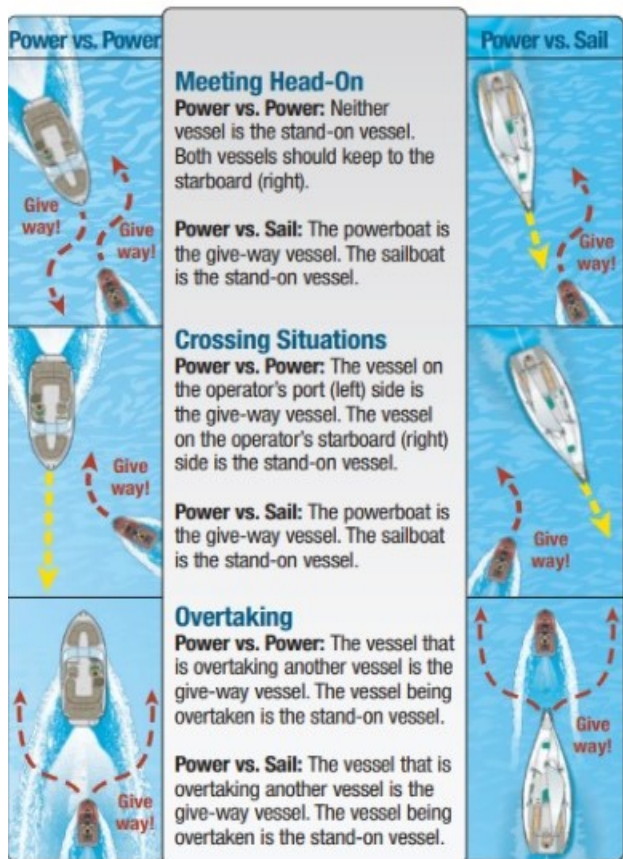 Power vs. Power
Power vs. Sail
Meeting Head-On
Power vs. Power: Neither
vessel is the stand-on vessel.
Both vessels should keep to the
starboard (right).
Power vs. Sail: The powerboat is
the give-way vessel. The sailboat
is the stand-on vessel.
Give
way!
Give
way!
Give
way!
Crossing Situations
Power vs. Power: The vessel on
the operator's port (left) side is
the give-way vessel. The vessel
on the operator's starboard (right)
side is the stand-on vessel.
Power vs. Sail: The powerboat is
the give-way vessel. The sailboat
is the stand-on vessel.
Give
way!
Give
way!
Overtaking
Power vs. Power: The vessel that
is overtaking another vessel is the
give-way vessel. The vessel being
overtaken is the stand-on vessel.
Power vs. Sail: The vessel that is
overtaking another vessel is the
give-way vessel. The vessel being
overtaken is the stand-on vessel.
Give
way!
Give
way!